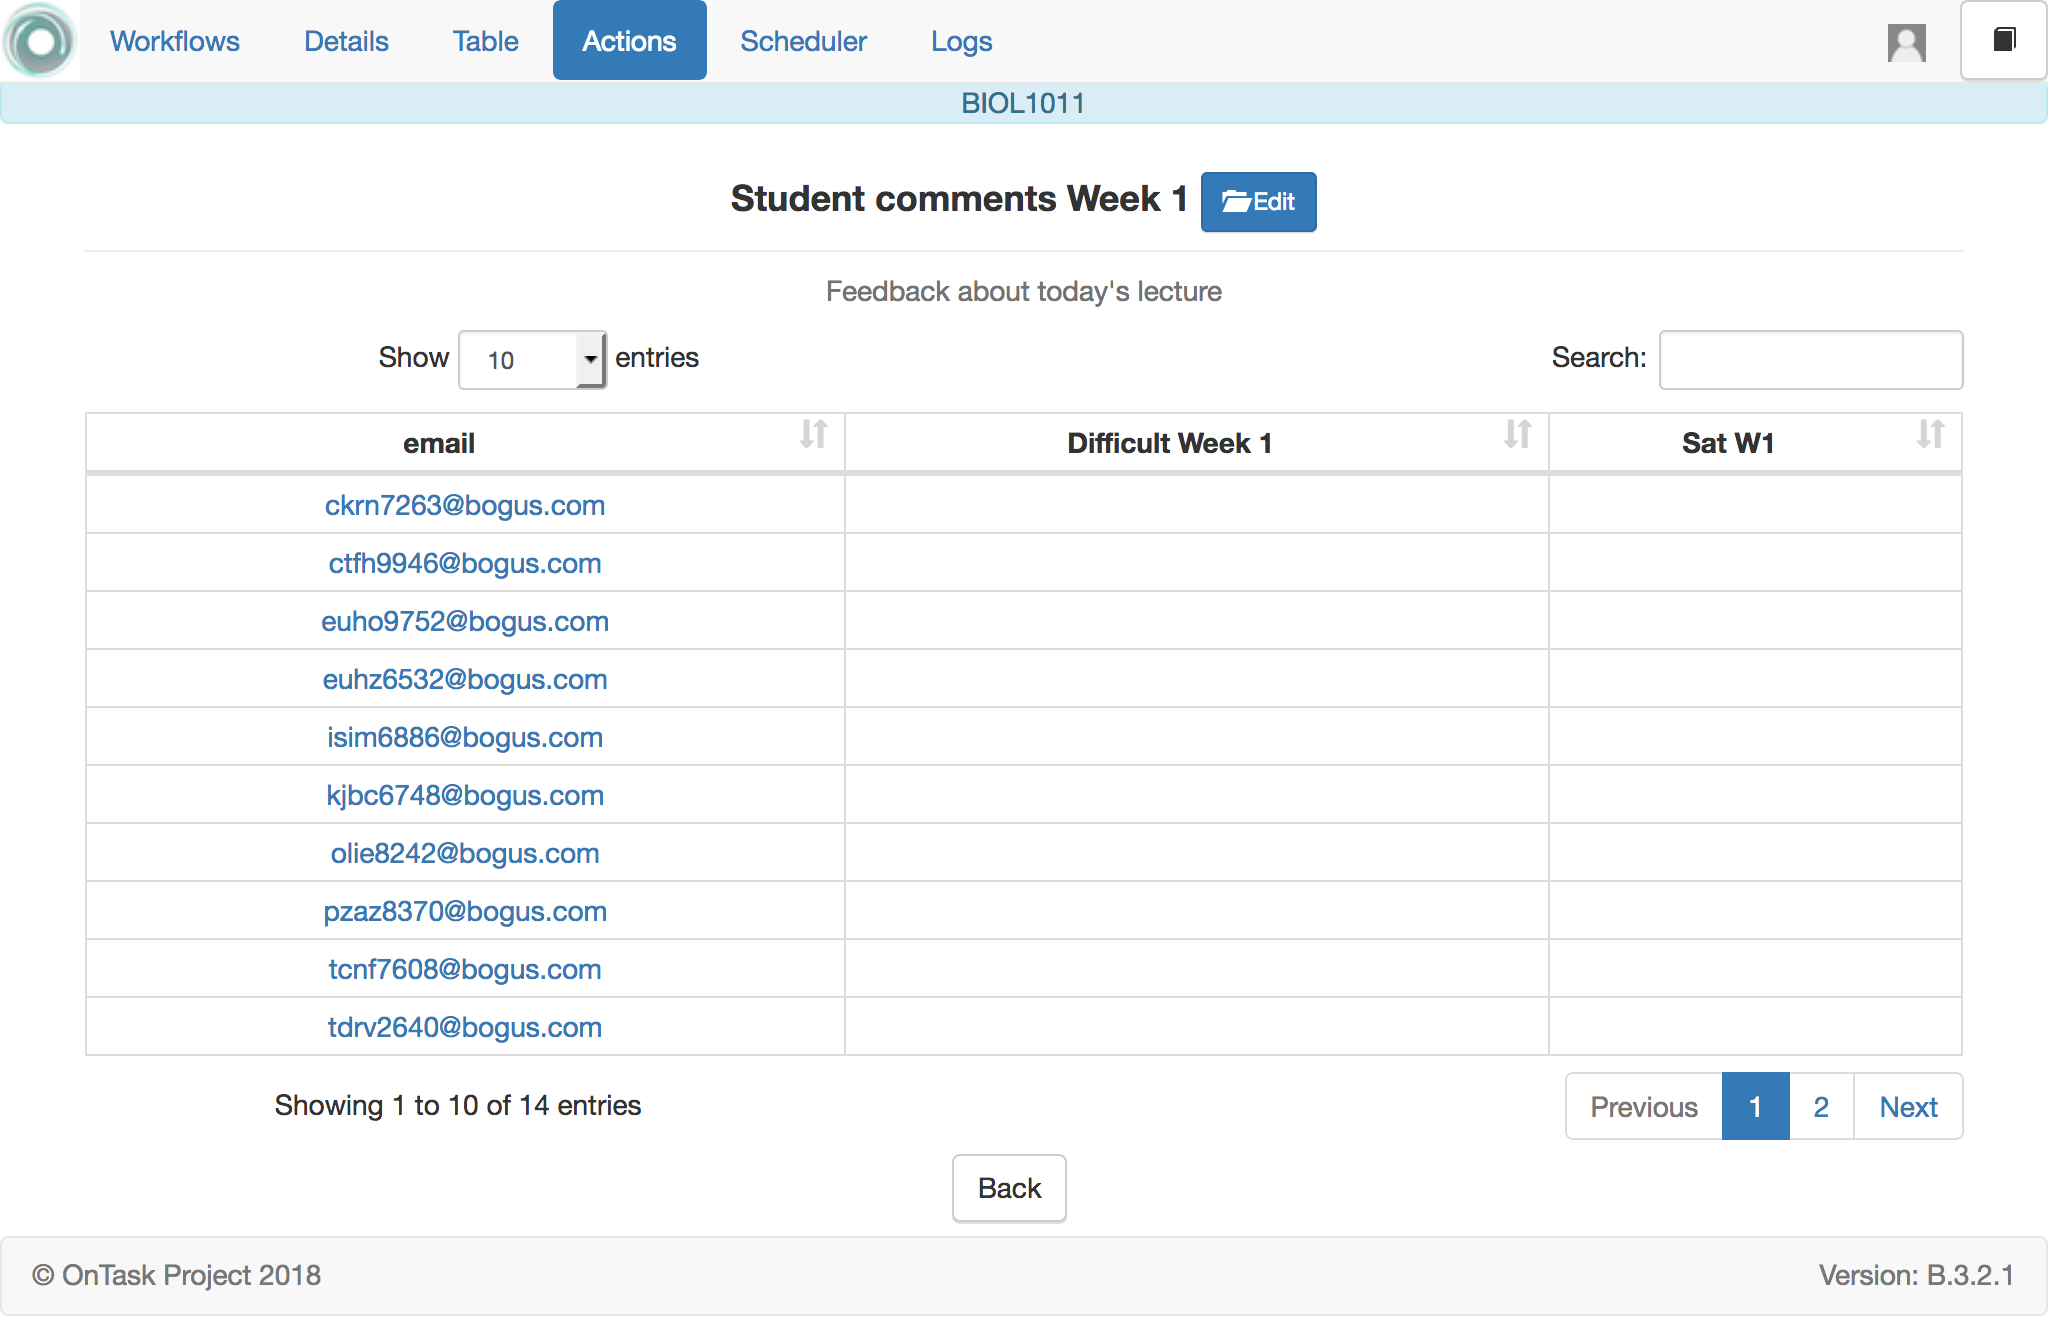 Workflows Details Table Actions Scheduler Logs
BIOL1011
Student comments Week 1 Edit
Feedback about today's lecture
Show 10 entries Search:
email Difficult Week 1 Sat W1
ckrn7263@bogus.com
ctfh9946@bogus.com
euho9752@bogus.com
euhz6532@bogus.com
isim6886@bogus.com
kjbc6748@bogus.com
olie8242@bogus.com
pzaz8370@bogus.com
tcnf7608@bogus.com
tdrv2640@bogus.com
Showing 1 to 10 of 14 entries Previous 1 2 Next
Back
© OnTask Project 2018 Version: B.3.2.1